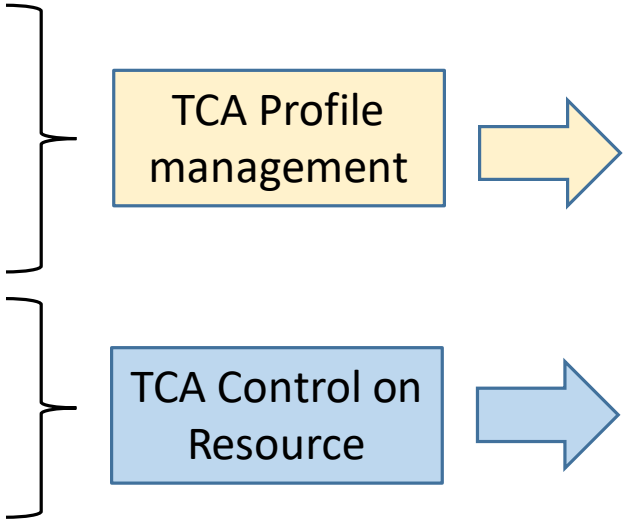 TCA Profile
management
TCA Control on
Resource